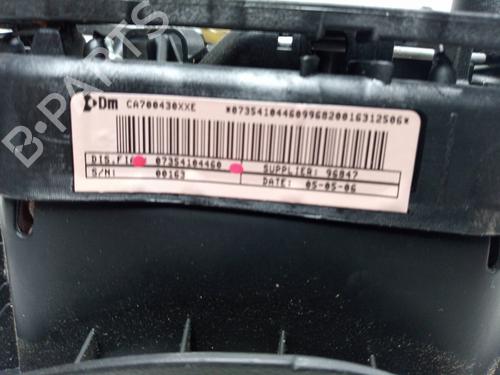 Dm CA700430XXE *07354104460996820016312506*
DIS.FI 07354104460 SUPPLIER: 96847
S/N: 00163 DATE: 05-05-06
B-PARTS